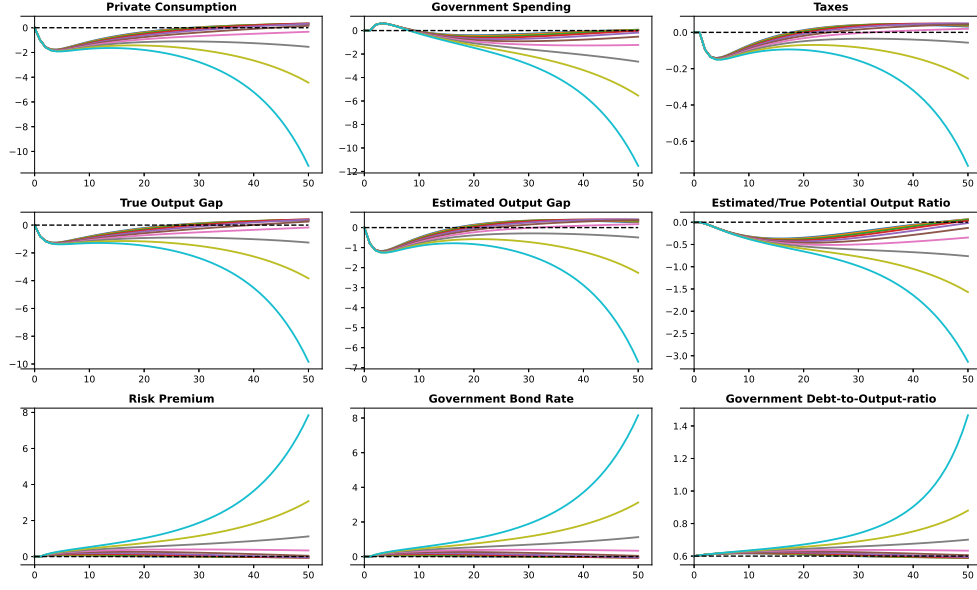 Private Consumption
0
−2
−4
−6
−8
−10
0 10 20 30 40 50
Government Spending
0
−2
−4
−6
−8
−10
−12
0 10 20 30 40 50
Taxes
0.0
−0.2
−0.4
−0.6
0 10 20 30 40 50
True Output Gap
0
−2
−4
−6
−8
−10
0 10 20 30 40 50
Estimated Output Gap
0
−1
−2
−3
−4
−5
−6
−7
0 10 20 30 40 50
Estimated/True Potential Output Ratio
0.0
−0.5
−1.0
−1.5
−2.0
−2.5
−3.0
0 10 20 30 40 50
Risk Premium
8
6
4
2
0
0 10 20 30 40 50
Government Bond Rate
8
6
4
2
0
0 10 20 30 40 50
Government Debt-to-Output-ratio
1.4
1.2
1.0
0.8
0.6
0 10 20 30 40 50